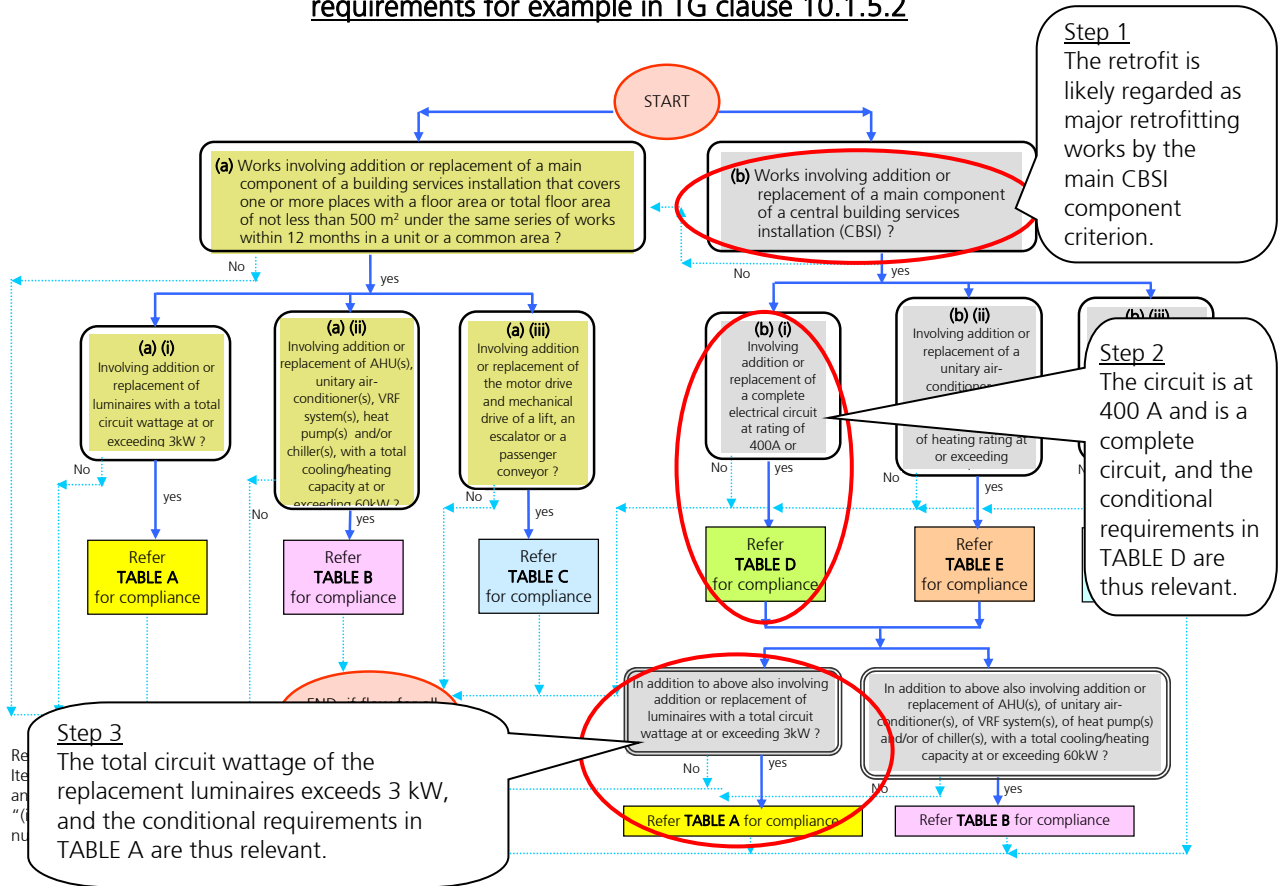 requirements for example in TG clause 10.1.5.2
START
Step 1
The retrofit is
likely regarded as
major retrofitting
works by the
main CBSI
component
criterion.
(a) Works involving addition or replacement of a main
component of a building services installation that covers
one or more places with a floor area or total floor area
of not less than 500 m² under the same series of works
within 12 months in a unit or a common area ?
(b) Works involving addition or
replacement of a main component
of a central building services
installation (CBSI) ?
No
yes
No
yes
(a) (i)
Involving addition or
replacement of
luminaires with a total
circuit wattage at or
exceeding 3kW ?
(a) (ii)
Involving addition or
replacement of AHU(s),
unitary air-
conditioner(s), VRF
system(s), heat
pump(s) and/or
chiller(s), with a total
cooling/heating
capacity at or
exceeding 60kW ?
(a) (iii)
Involving addition
or replacement of
the motor drive
and mechanical
drive of a lift, an
escalator or a
passenger
conveyor ?
(b) (i)
Involving
addition or
replacement of
a complete
electrical circuit
at rating of
400A or
(b) (ii)
Involving
addition or
replacement of a
unitary air-
of heating rating at
or exceeding
(b) (iii)
Step 2
The circuit is at
400 A and is a
complete
circuit, and the
conditional
requirements in
TABLE D are
thus relevant.
No
yes
No
yes
No
yes
No
yes
No
yes
Refer
TABLE A
for compliance
Refer
TABLE B
for compliance
Refer
TABLE C
for compliance
Refer
TABLE D
for compliance
Refer
TABLE E
for compliance
In addition to above also involving
addition or replacement of
luminaires with a total circuit
wattage at or exceeding 3kW ?
In addition to above also involving addition or
replacement of AHU(s), of unitary air-
conditioner(s), of VRF system(s), of heat pump(s)
and/or of chiller(s), with a total cooling/heating
capacity at or exceeding 60kW ?
No
yes
No
yes
Refer TABLE A for compliance
Refer TABLE B for compliance
Step 3
The total circuit wattage of the
replacement luminaires exceeds 3 kW,
and the conditional requirements in
TABLE A are thus relevant.